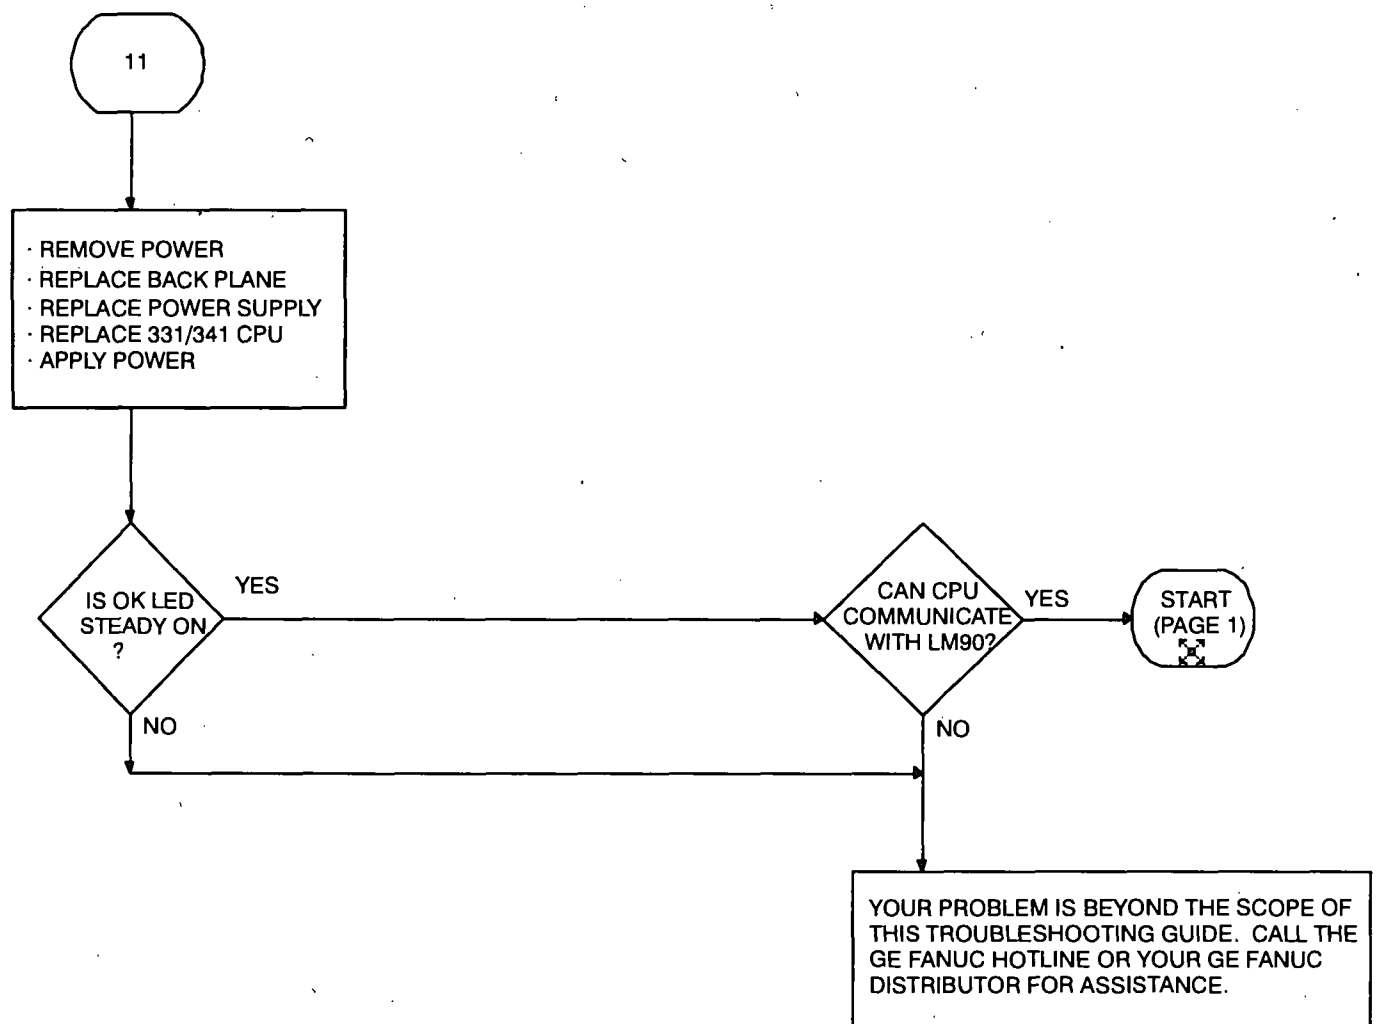 11
· REMOVE POWER
· REPLACE BACK PLANE
· REPLACE POWER SUPPLY
· REPLACE 331/341 CPU
· APPLY POWER
IS OK LED
STEADY ON
?
YES
NO
CAN CPU
COMMUNICATE
WITH LM90?
YES
NO
START
(PAGE 1)
YOUR PROBLEM IS BEYOND THE SCOPE OF
THIS TROUBLESHOOTING GUIDE. CALL THE
GE FANUC HOTLINE OR YOUR GE FANUC
DISTRIBUTOR FOR ASSISTANCE.